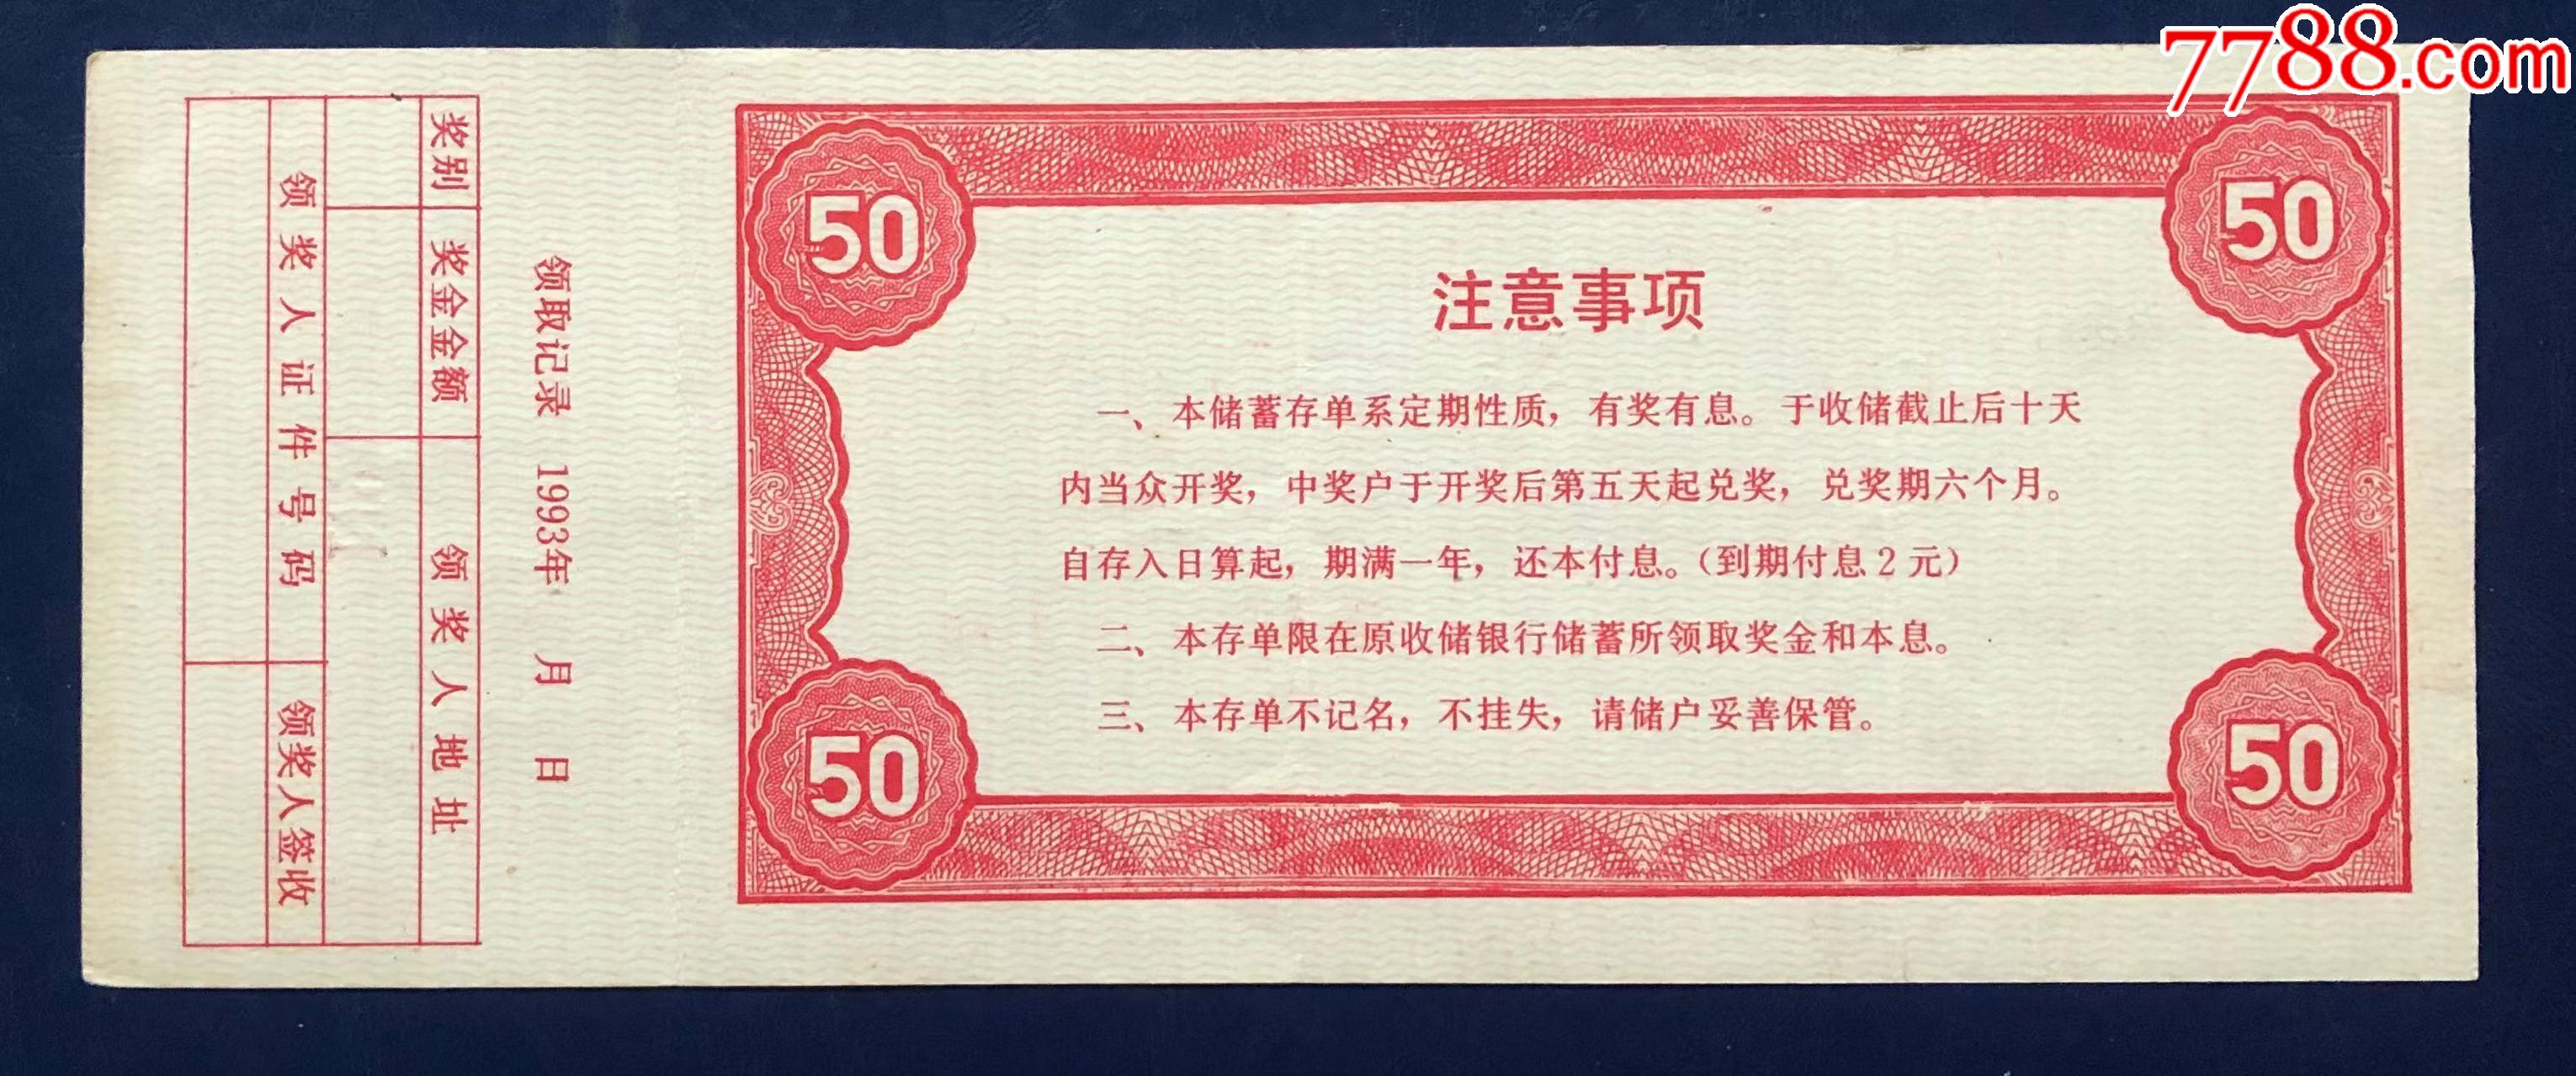 7788.com
50
50
注意事项
一、本储蓄存单系定期性质，有奖有息。于收储截止后十天
内当众开奖，中奖户于开奖后第五天起兑奖，兑奖期六个月。
自存入日算起，期满一年，还本付息。（到期付息2元）
二、本存单限在原收储银行储蓄所领取奖金和本息。
三、本存单不记名，不挂失，请储户妥善保管。
50
50
领取记录 1993年 月 日
奖别 奖金金额 领奖人地址
领奖人证件号码 领奖人签收